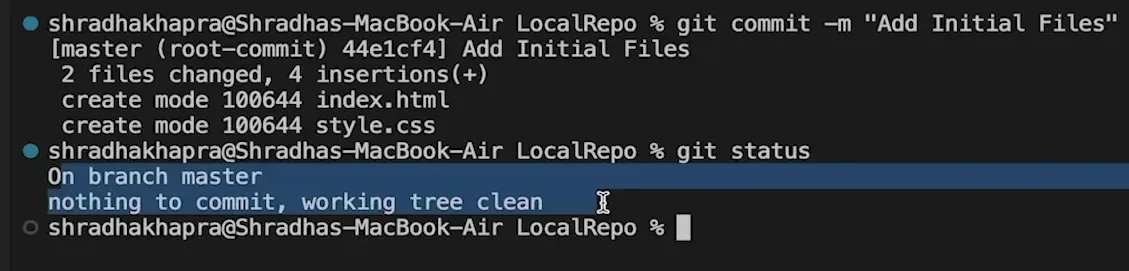 shradhakhapra@Shradhas-MacBook-Air LocalRepo % git commit -m "Add Initial Files"
[master (root-commit) 44e1cf4] Add Initial Files
2 files changed, 4 insertions(+)
create mode 100644 index.html
create mode 100644 style.css
shradhakhapra@Shradhas-MacBook-Air LocalRepo % git status
On branch master
nothing to commit, working tree clean
shradhakhapra@Shradhas-MacBook-Air LocalRepo %